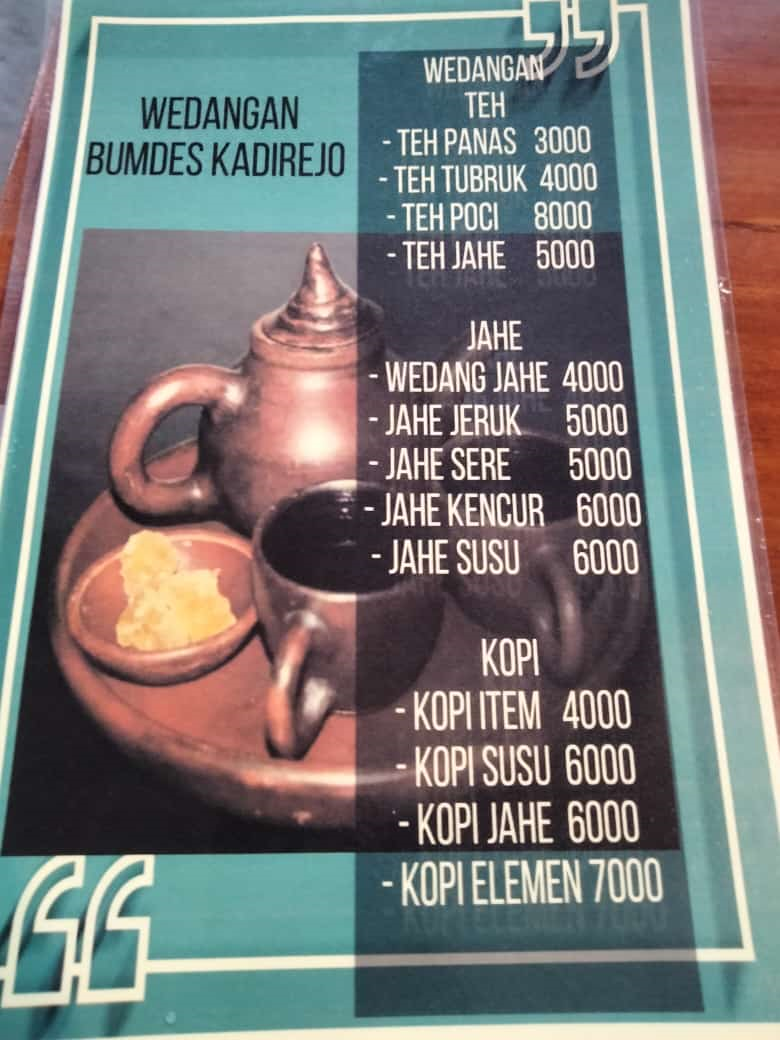 WEDANGAN
BUMDES KADIREJO
WEDANGAN
TEH
- TEH PANAS 3000
- TEH TUBRUK 4000
- TEH POCI 8000
- TEH JAHE 5000
JAHE
- WEDANG JAHE 4000
- JAHE JERUK 5000
- JAHE SERE 5000
- JAHE KENCUR 6000
- JAHE SUSU 6000
KOPI
- KOPI ITEM 4000
- KOPI SUSU 6000
- KOPI JAHE 6000
- KOPI ELEMEN 7000